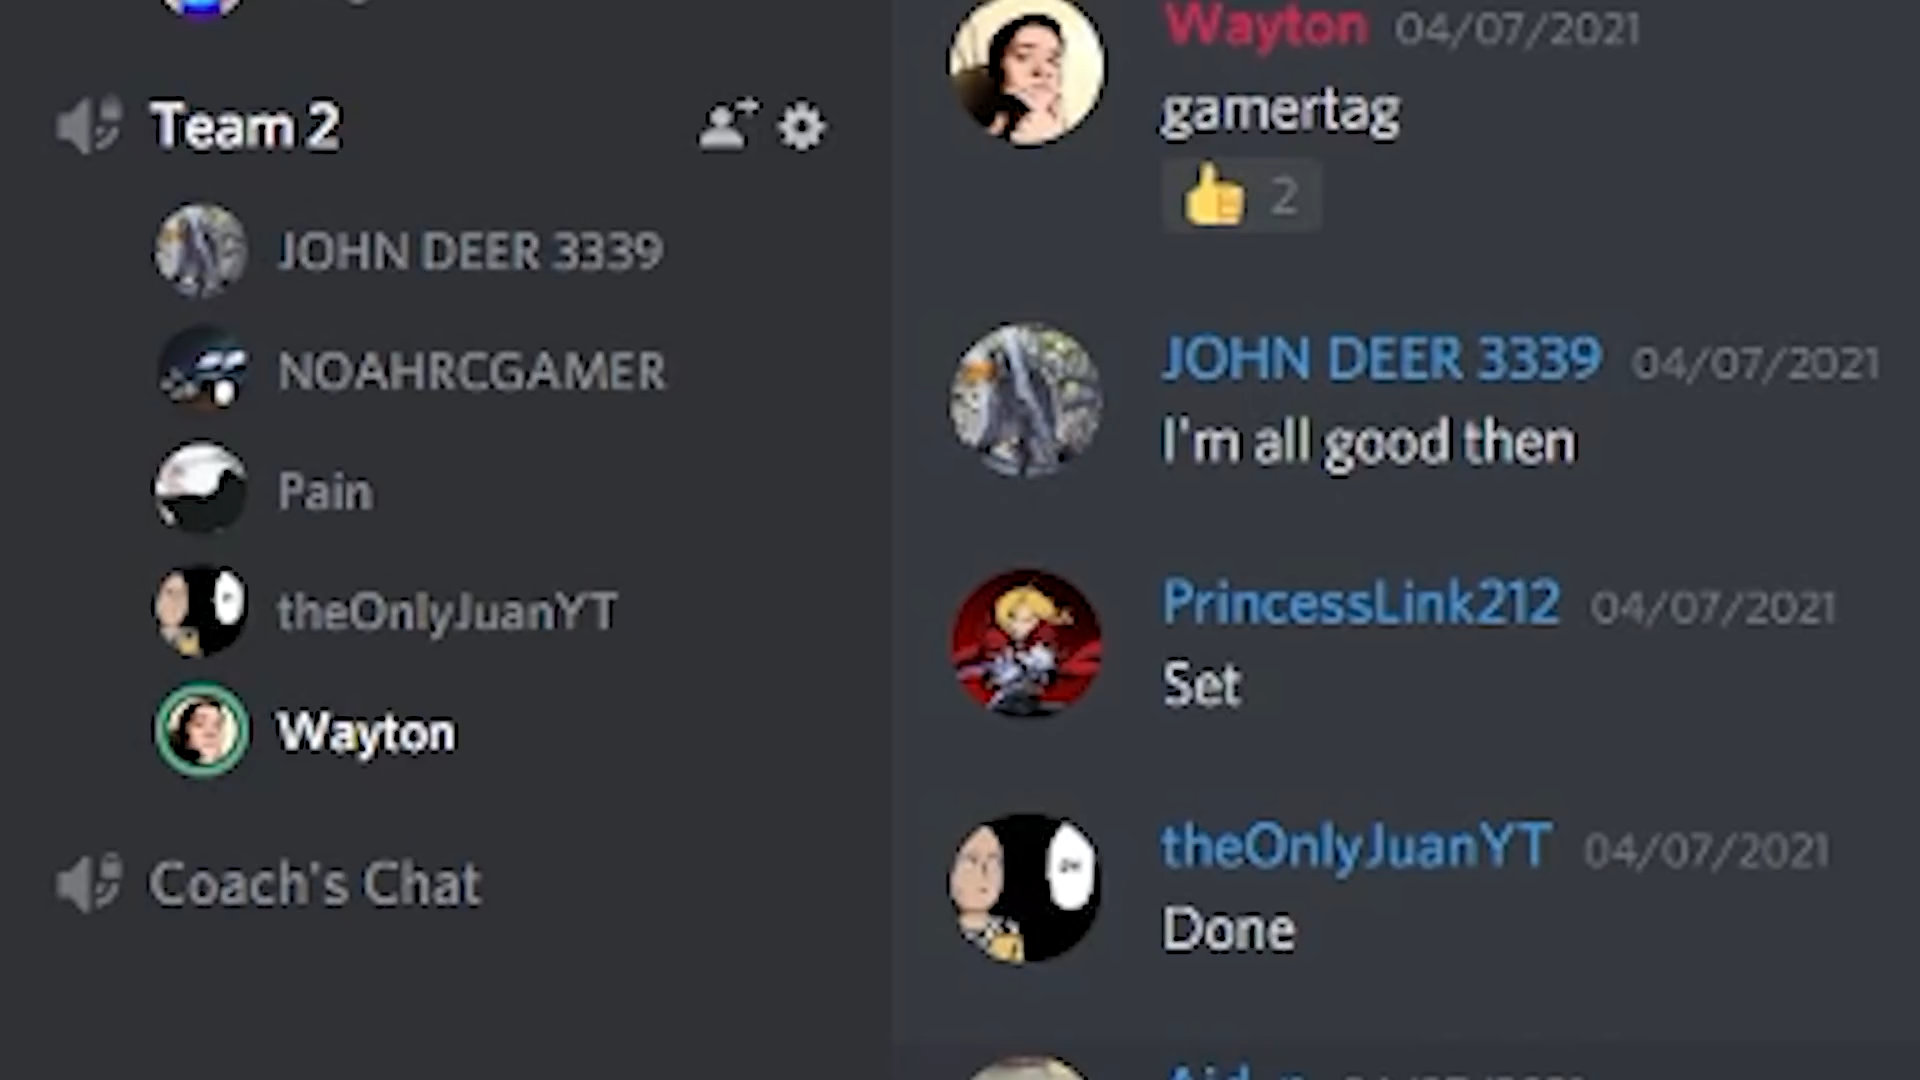 Team 2
JOHN DEER 3339
NOAHRCGAMER
Pain
theOnlyJuanYT
Wayton
Coach's Chat
Wayton 04/07/2021
gamertag
👍 2
JOHN DEER 3339 04/07/2021
I'm all good then
PrincessLink212 04/07/2021
Set
theOnlyJuanYT 04/07/2021
Done